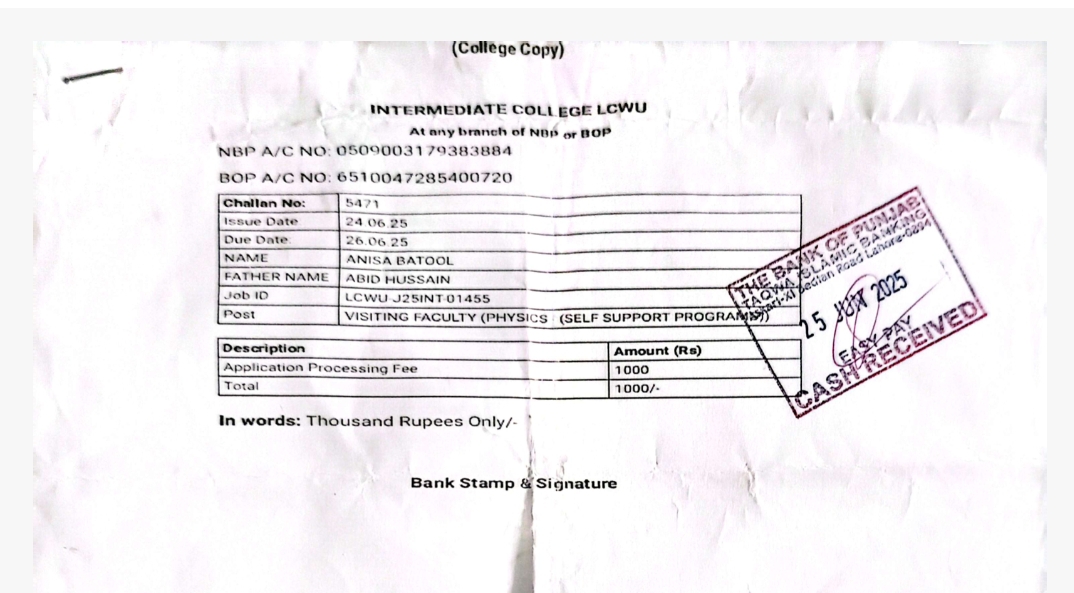 (College Copy)
INTERMEDIATE COLLEGE LCWU
At any branch of NBP or BOP
NBP A/C NO: 0509003179383884
BOP A/C NO: 6510047285400720
Challan No: 5471
Issue Date 24.06.25
Due Date 26.06.25
NAME ANISA BATOOL
FATHER NAME ABID HUSSAIN
Job ID LCWU-J25INT-01455
Post VISITING FACULTY (PHYSICS (SELF SUPPORT PROGRAMS))
Description Amount (Rs)
Application Processing Fee 1000
Total 1000/-
In words: Thousand Rupees Only/-
THE BANK OF PUNJAB
TAQWA ISLAMIC BANKING
Road Lahore-0294
25 JUN 2025
EASY PAY
CASH RECEIVED
Bank Stamp & Signature